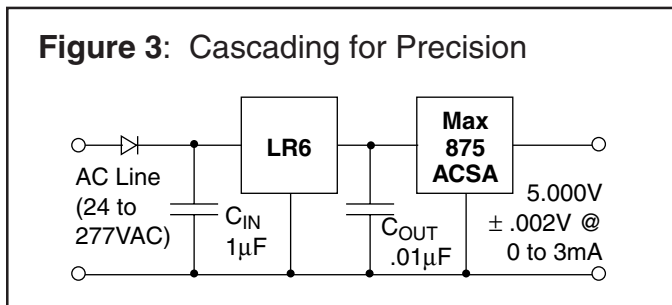 Figure 3: Cascading for Precision
AC Line
(24 to
277VAC)
CIN
1µF
LR6
COUT
.01µF
Max
875
ACSA
5.000V
± .002V @
0 to 3mA